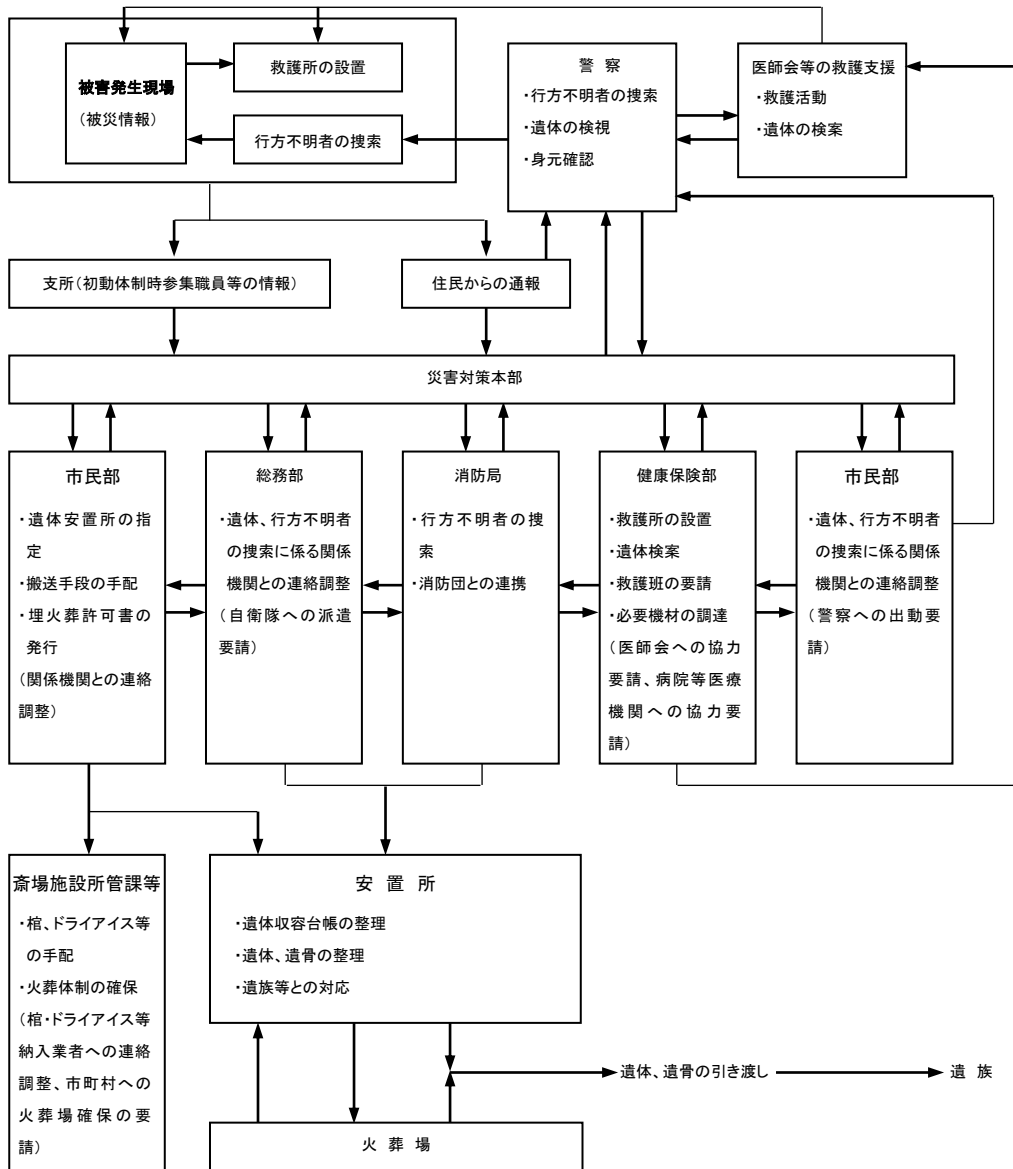 救護所の設置
被害発生現場
（被災情報）
行方不明者の捜索
警 察
・行方不明者の捜索
・遺体の検視
・身元確認
医師会等の救護支援
・救護活動
・遺体の検案
支所（初動体制時参集職員等の情報）
住民からの通報
災害対策本部
市民部
・遺体安置所の指
定
・搬送手段の手配
・埋火葬許可書の
発行
（関係機関との連絡
調整）
総務部
・遺体、行方不明者
の捜索に係る関係
機関との連絡調整
（自衛隊への派遣
要請）
消防局
・行方不明者の捜
索
・消防団との連携
健康保険部
・救護所の設置
・遺体検案
・救護班の要請
・必要機材の調達
（医師会への協力
要請、病院等医療
機関への協力要
請）
市民部
・遺体、行方不明者
の捜索に係る関係
機関との連絡調整
（警察への出動要
請）
斎場施設所管課等
・棺、ドライアイス等
の手配
・火葬体制の確保
（棺・ドライアイス等
納入業者への連絡
調整、市町村への
火葬場確保の要
請）
安 置 所
・遺体収容台帳の整理
・遺体、遺骨の整理
・遺族等との対応
遺体、遺骨の引き渡し
遺 族
火 葬 場